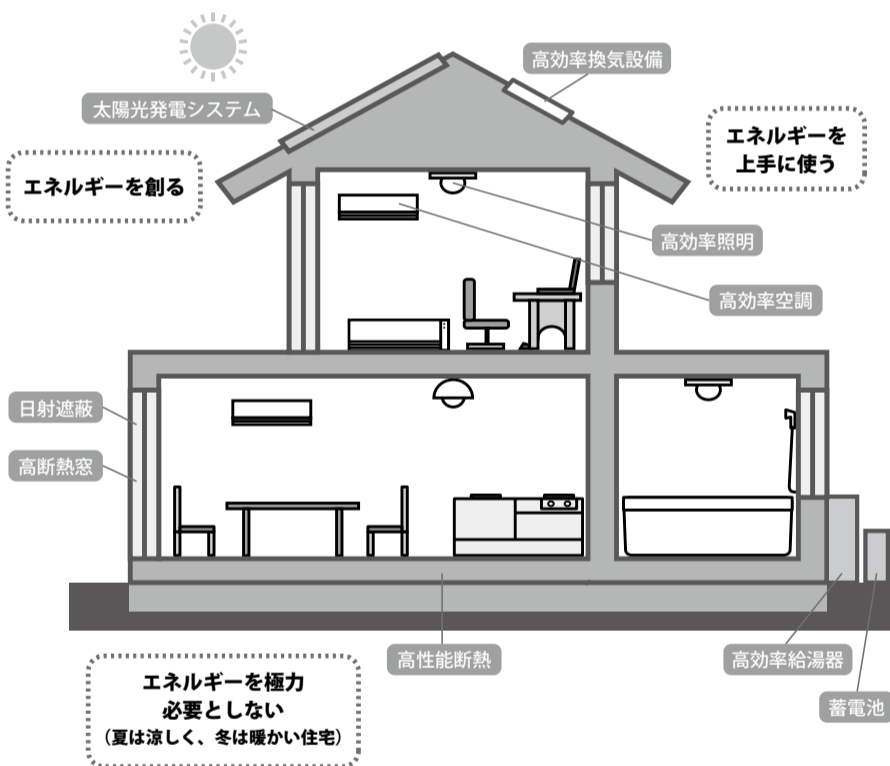 高効率換気設備
太陽光発電システム
エネルギーを
上手に使う
エネルギーを創る
高効率照明
高効率空調
日射遮蔽
高断熱窓
高性能断熱
高効率給湯器
エネルギーを極力
必要としない
（夏は涼しく、冬は暖かい住宅）
蓄電池